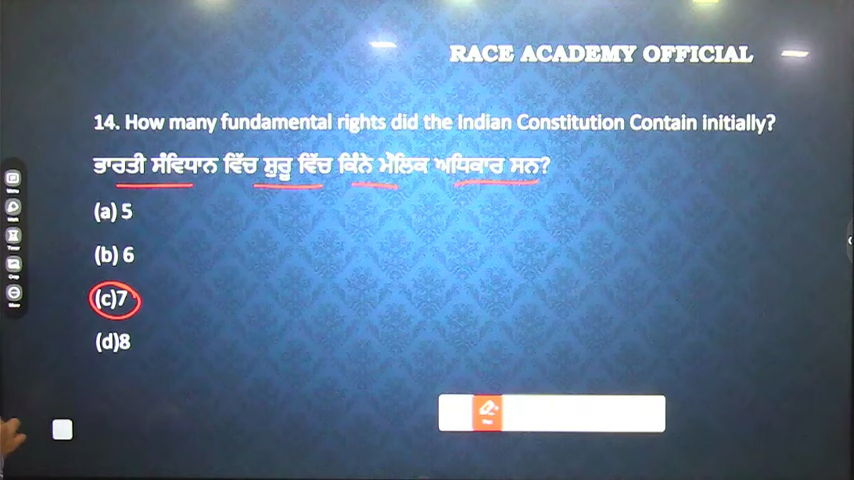 RACE ACADEMY OFFICIAL
14. How many fundamental rights did the Indian Constitution Contain initially?
ਭਾਰਤੀ ਸੰਵਿਧਾਨ ਵਿੱਚ ਸ਼ੁਰੂ ਵਿੱਚ ਕਿੰਨੇ ਮੌਲਿਕ ਅਧਿਕਾਰ ਸਨ?
(a) 5
(b) 6
(c)7
(d)8